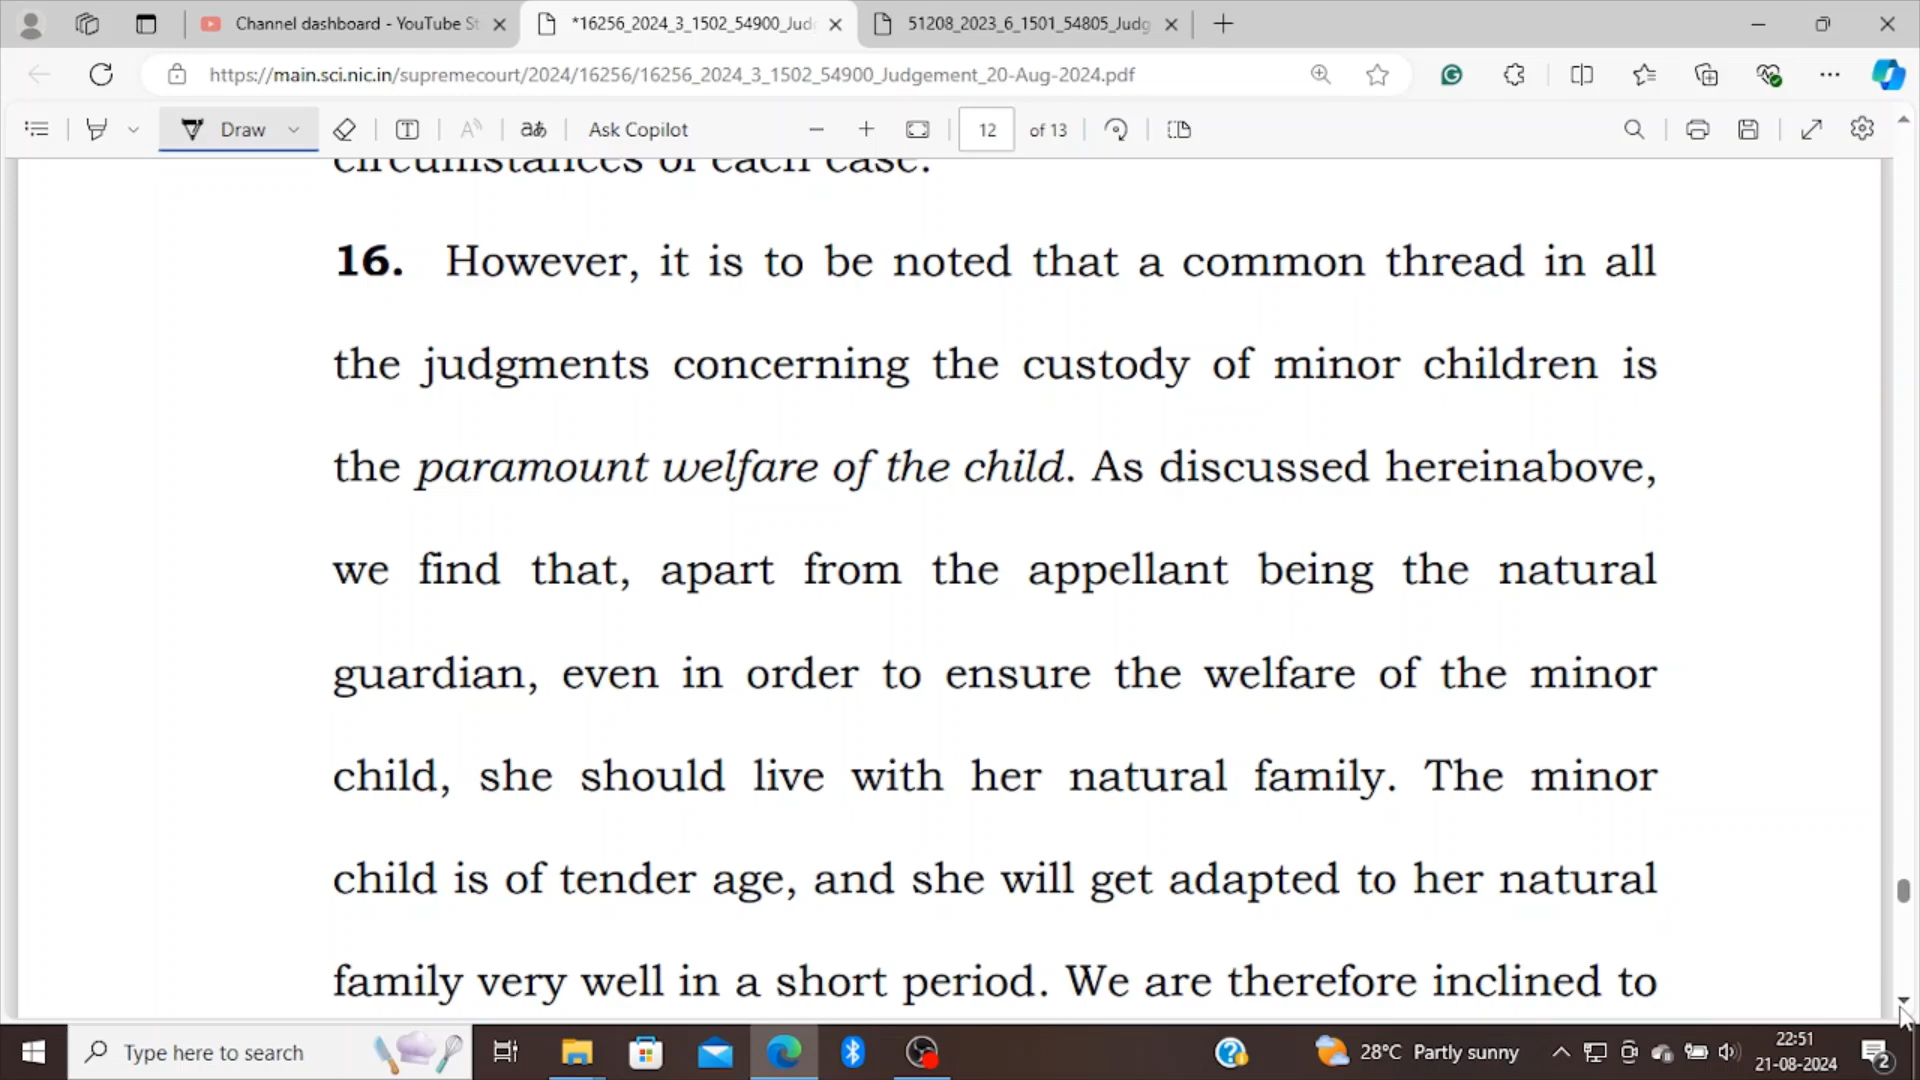 Channel dashboard - YouTube St
*16256_2024_3_1502_54900_Jud
51208_2023_6_1501_54805_Judg
https://main.sci.nic.in/supremecourt/2024/16256/16256_2024_3_1502_54900_Judgement_20-Aug-2024.pdf
Draw
Ask Copilot
12 of 13
circumstances of each case.
16. However, it is to be noted that a common thread in all
the judgments concerning the custody of minor children is
the paramount welfare of the child. As discussed hereinabove,
we find that, apart from the appellant being the natural
guardian, even in order to ensure the welfare of the minor
child, she should live with her natural family. The minor
child is of tender age, and she will get adapted to her natural
family very well in a short period. We are therefore inclined to
Type here to search
28°C Partly sunny
22:51
21-08-2024
2